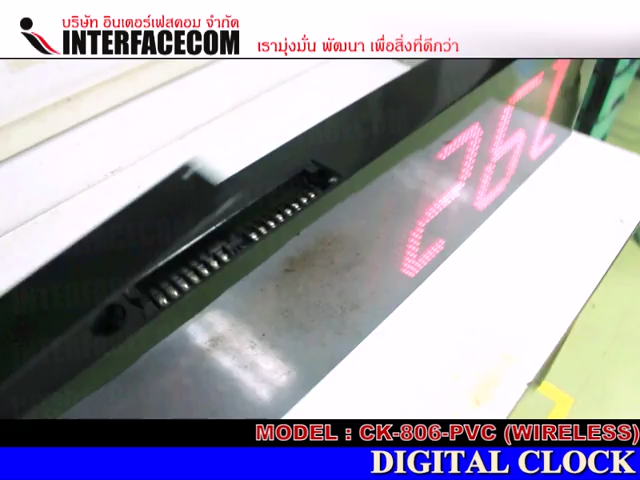 บริษัท อินเตอร์เฟสคอม จำกัด
INTERFACECOM
เรามุ่งมั่น พัฒนา เพื่อสิ่งที่ดีกว่า
MODEL : CK-806-PVC (WIRELESS)
DIGITAL CLOCK